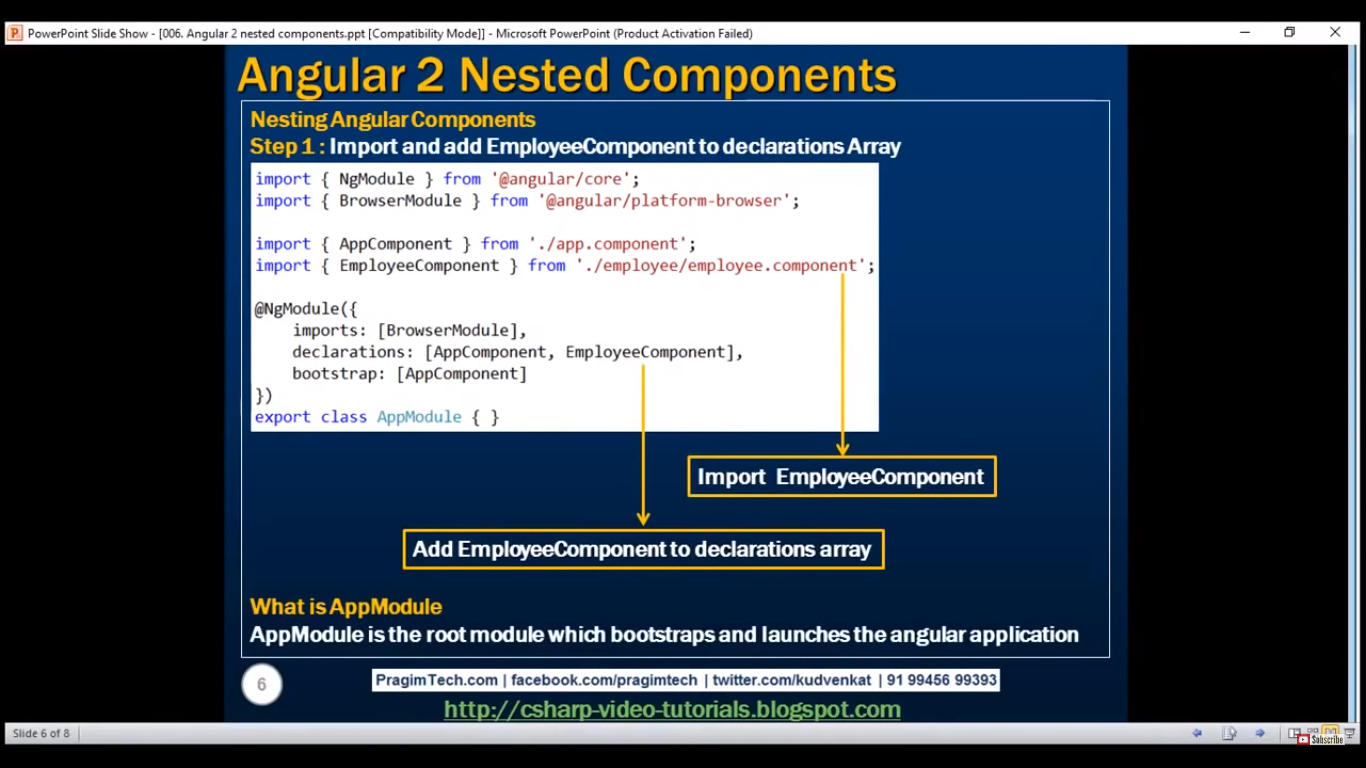 PowerPoint Slide Show - [006. Angular 2 nested components.ppt [Compatibility Mode]] - Microsoft PowerPoint (Product Activation Failed)
Angular 2 Nested Components
Nesting Angular Components
Step 1 : Import and add EmployeeComponent to declarations Array
import { NgModule } from '@angular/core';
import { BrowserModule } from '@angular/platform-browser';
import { AppComponent } from './app.component';
import { EmployeeComponent } from './employee/employee.component';
@NgModule({
imports: [BrowserModule],
declarations: [AppComponent, EmployeeComponent],
bootstrap: [AppComponent]
})
export class AppModule { }
Import EmployeeComponent
Add EmployeeComponent to declarations array
What is AppModule
AppModule is the root module which bootstraps and launches the angular application
6
PragimTech.com | facebook.com/pragimtech | twitter.com/kudvenkat | 91 99456 99393
http://csharp-video-tutorials.blogspot.com
Slide 6 of 8
Subscribe